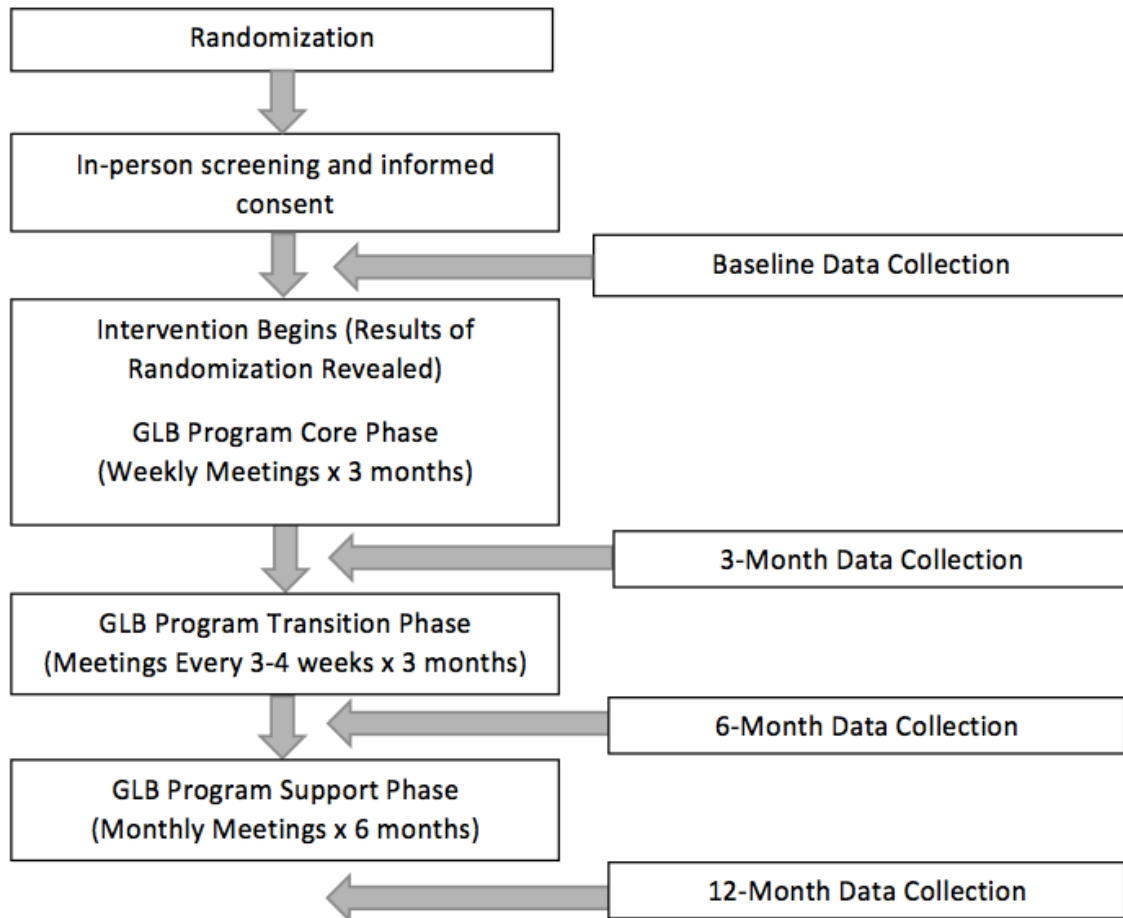 Randomization
In-person screening and informed
consent
Baseline Data Collection
Intervention Begins (Results of
Randomization Revealed)
GLB Program Core Phase
(Weekly Meetings x 3 months)
3-Month Data Collection
GLB Program Transition Phase
(Meetings Every 3-4 weeks x 3 months)
6-Month Data Collection
GLB Program Support Phase
(Monthly Meetings x 6 months)
12-Month Data Collection